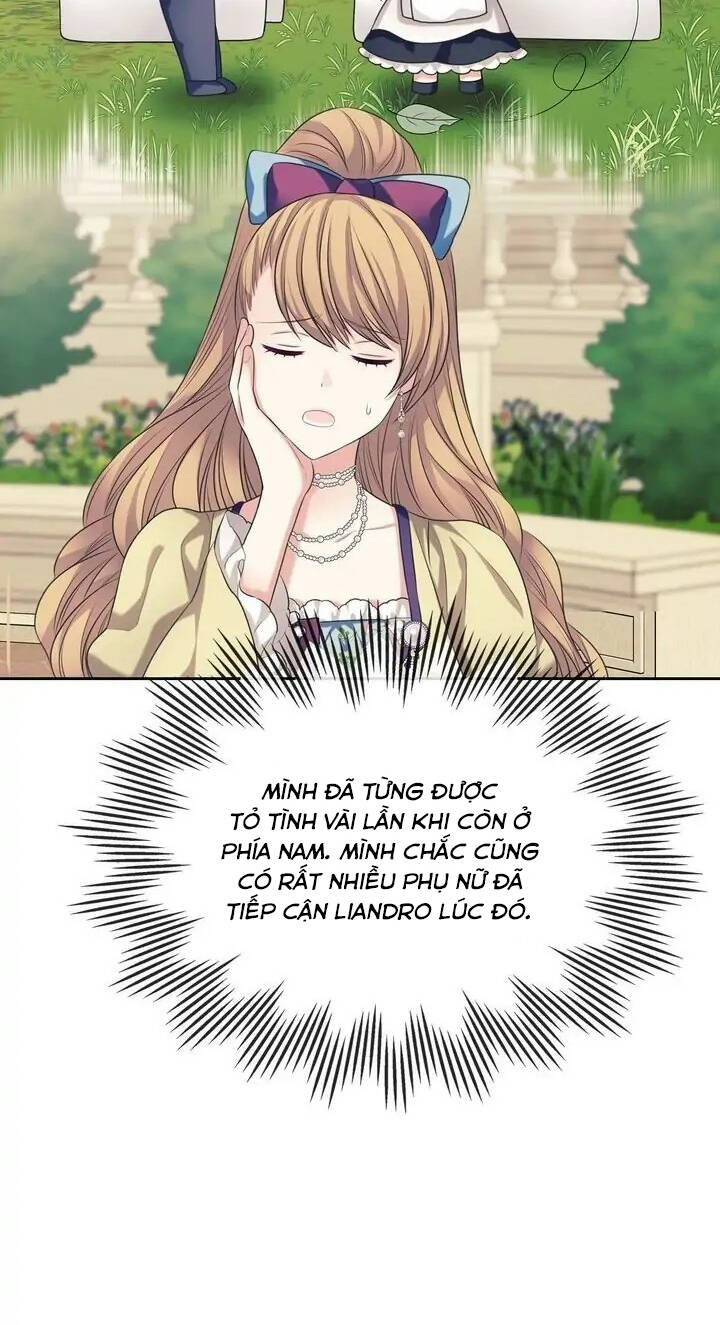 MÌNH ĐÃ TỪNG ĐƯỢC
TỎ TÌNH VÀI LẦN KHI CÒN Ở
PHÍA NAM. MÌNH CHẮC CŨNG
CÓ RẤT NHIỀU PHỤ NỮ ĐÃ
TIẾP CẬN LIANDRO LÚC ĐÓ.